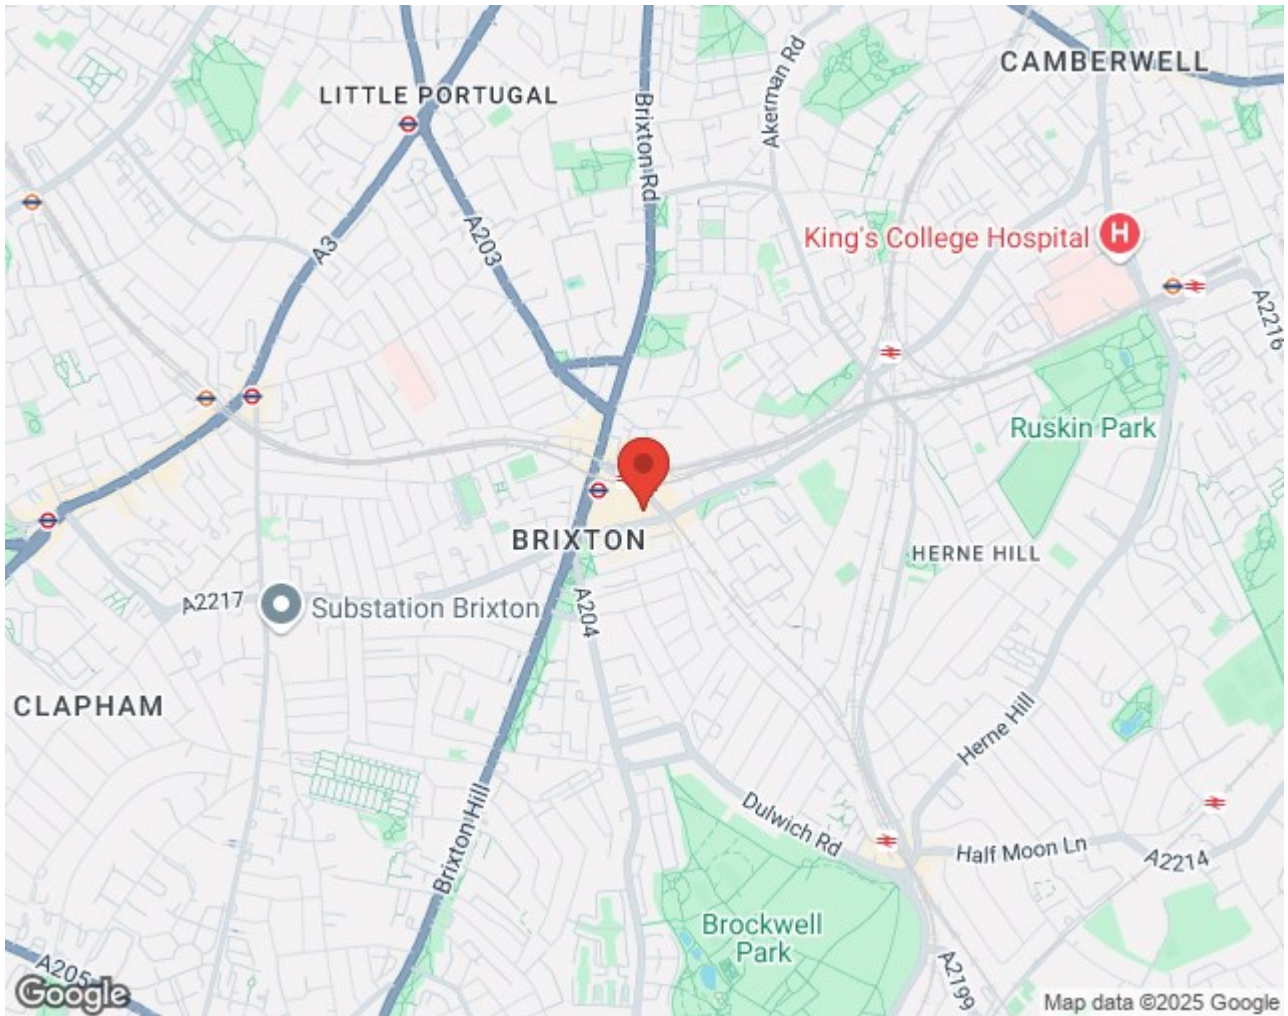 CAMBERWELL
LITTLE PORTUGAL
Akerman Rd
Brixton Rd
A3
A203
King's College Hospital
H
A2216
Ruskin Park
BRIXTON
HERNE HILL
A2217
Substation Brixton
A204
CLAPHAM
Herne Hill
Dulwich Rd
Brixton Hill
Half Moon Ln
A2214
Brockwell
Park
A205
A2199
Google
Map data ©2025 Google